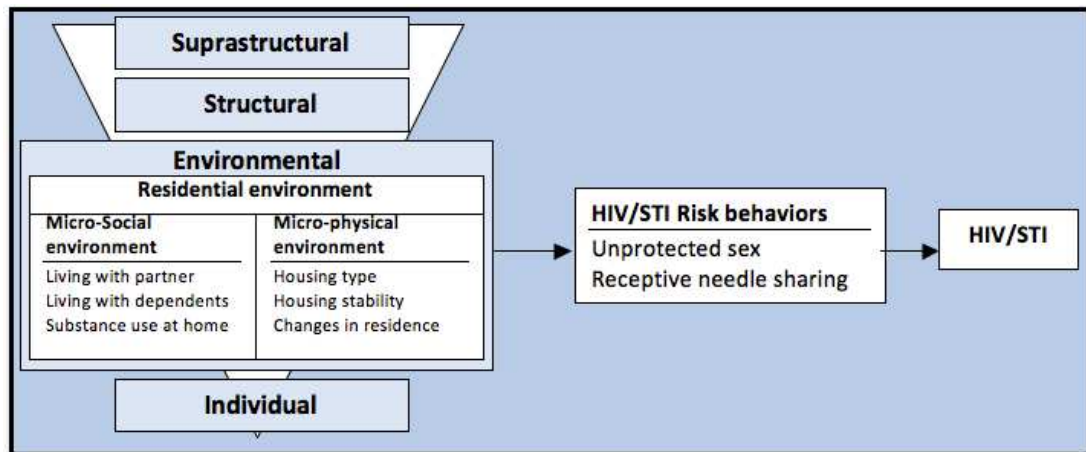 Suprastructural
Structural
Environmental
Residential environment
Micro-Social
environment
Living with partner
Living with dependents
Substance use at home
Micro-physical
environment
Housing type
Housing stability
Changes in residence
Individual
HIV/STI Risk behaviors
Unprotected sex
Receptive needle sharing
HIV/STI